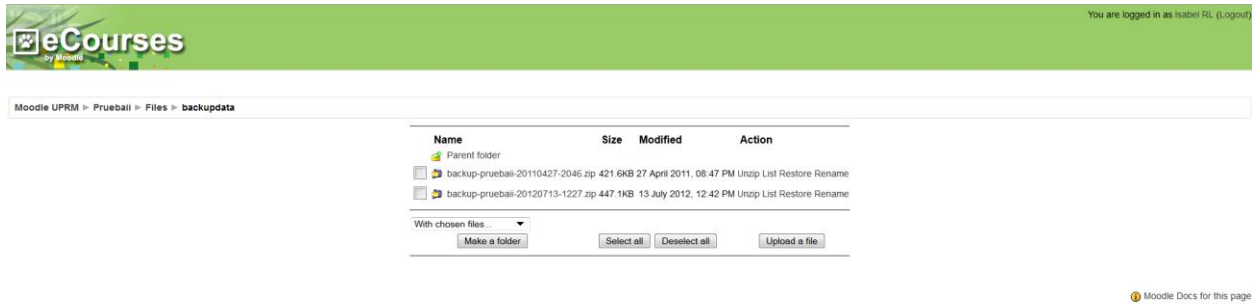 You are logged in as Isabel RL (Logout)
eCourses
by Moodle
Moodle UPRM ► Pruebaii ► Files ► backupdata
Name Size Modified Action
Parent folder
backup-pruebaii-20110427-2046.zip 421.6KB 27 April 2011, 08:47 PM Unzip List Restore Rename
backup-pruebaii-20120713-1227.zip 447.1KB 13 July 2012, 12:42 PM Unzip List Restore Rename
With chosen files...
Make a folder Select all Deselect all Upload a file
Moodle Docs for this page